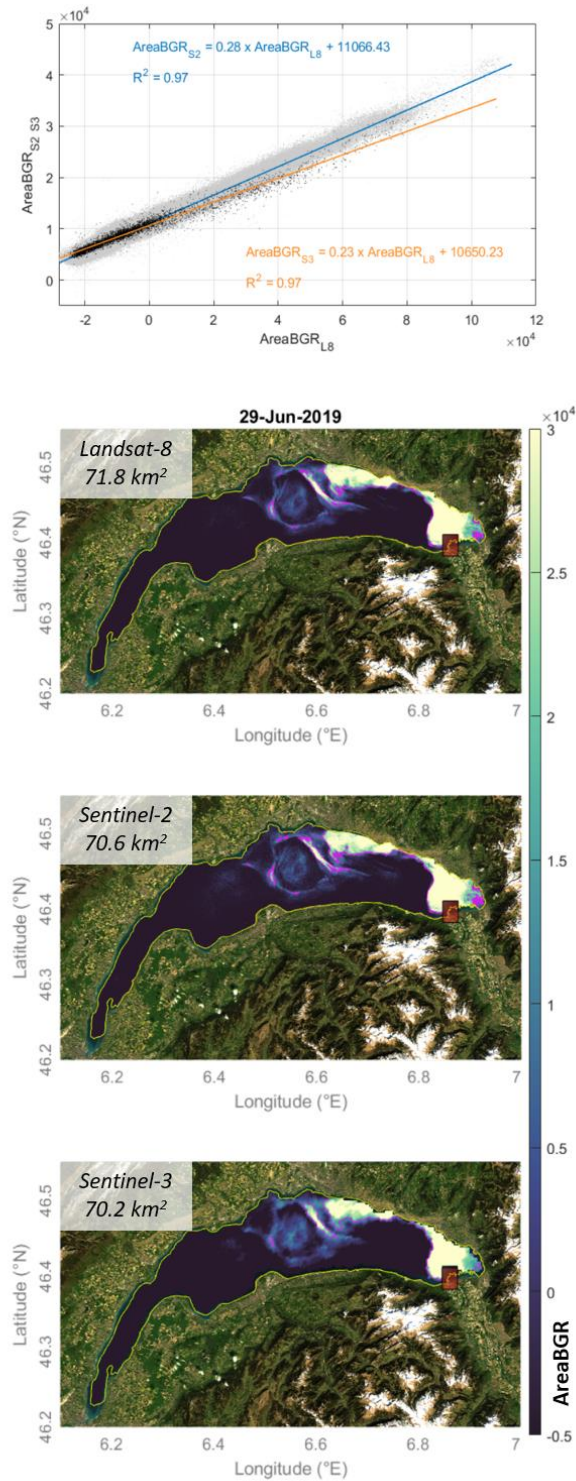 ×10⁴
5
4
3
2
1
0
AreaBGR_S2 S3
AreaBGR_S2 = 0.28 x AreaBGR_L8 + 11066.43
R² = 0.97
AreaBGR_S3 = 0.23 x AreaBGR_L8 + 10650.23
R² = 0.97
-2 0 2 4 6 8 10 12
AreaBGR_L8
×10⁴
29-Jun-2019
Landsat-8
71.8 km²
46.5
46.4
46.3
46.2
Latitude (°N)
6.2 6.4 6.6 6.8 7
Longitude (°E)
Sentinel-2
70.6 km²
46.5
46.4
46.3
46.2
Latitude (°N)
6.2 6.4 6.6 6.8 7
Longitude (°E)
Sentinel-3
70.2 km²
46.5
46.4
46.3
46.2
Latitude (°N)
6.2 6.4 6.6 6.8 7
Longitude (°E)
×10⁴
3
2.5
2
1.5
1
0.5
0
-0.5
AreaBGR